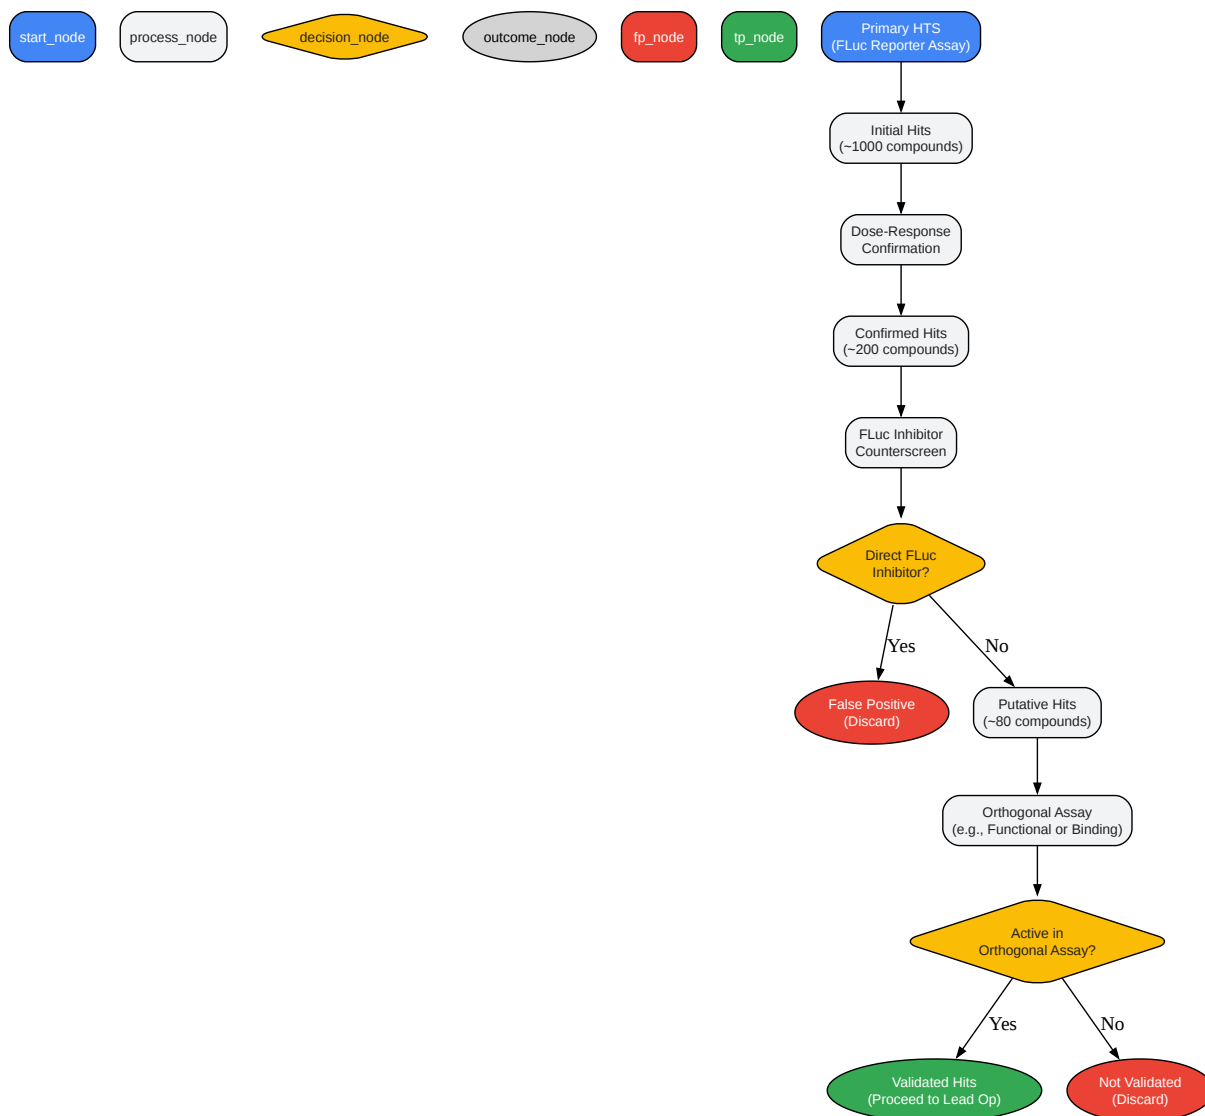 start_node
process_node
decision_node
outcome_node
fp_node
tp_node
Primary HTS
(FLuc Reporter Assay)
Initial Hits
(~1000 compounds)
Dose-Response
Confirmation
Confirmed Hits
(~200 compounds)
FLuc Inhibitor
Counterscreen
Direct FLuc
Inhibitor?
Yes
No
False Positive
(Discard)
Putative Hits
(~80 compounds)
Orthogonal Assay
(e.g., Functional or Binding)
Active in
Orthogonal Assay?
Yes
No
Validated Hits
(Proceed to Lead Op)
Not Validated
(Discard)